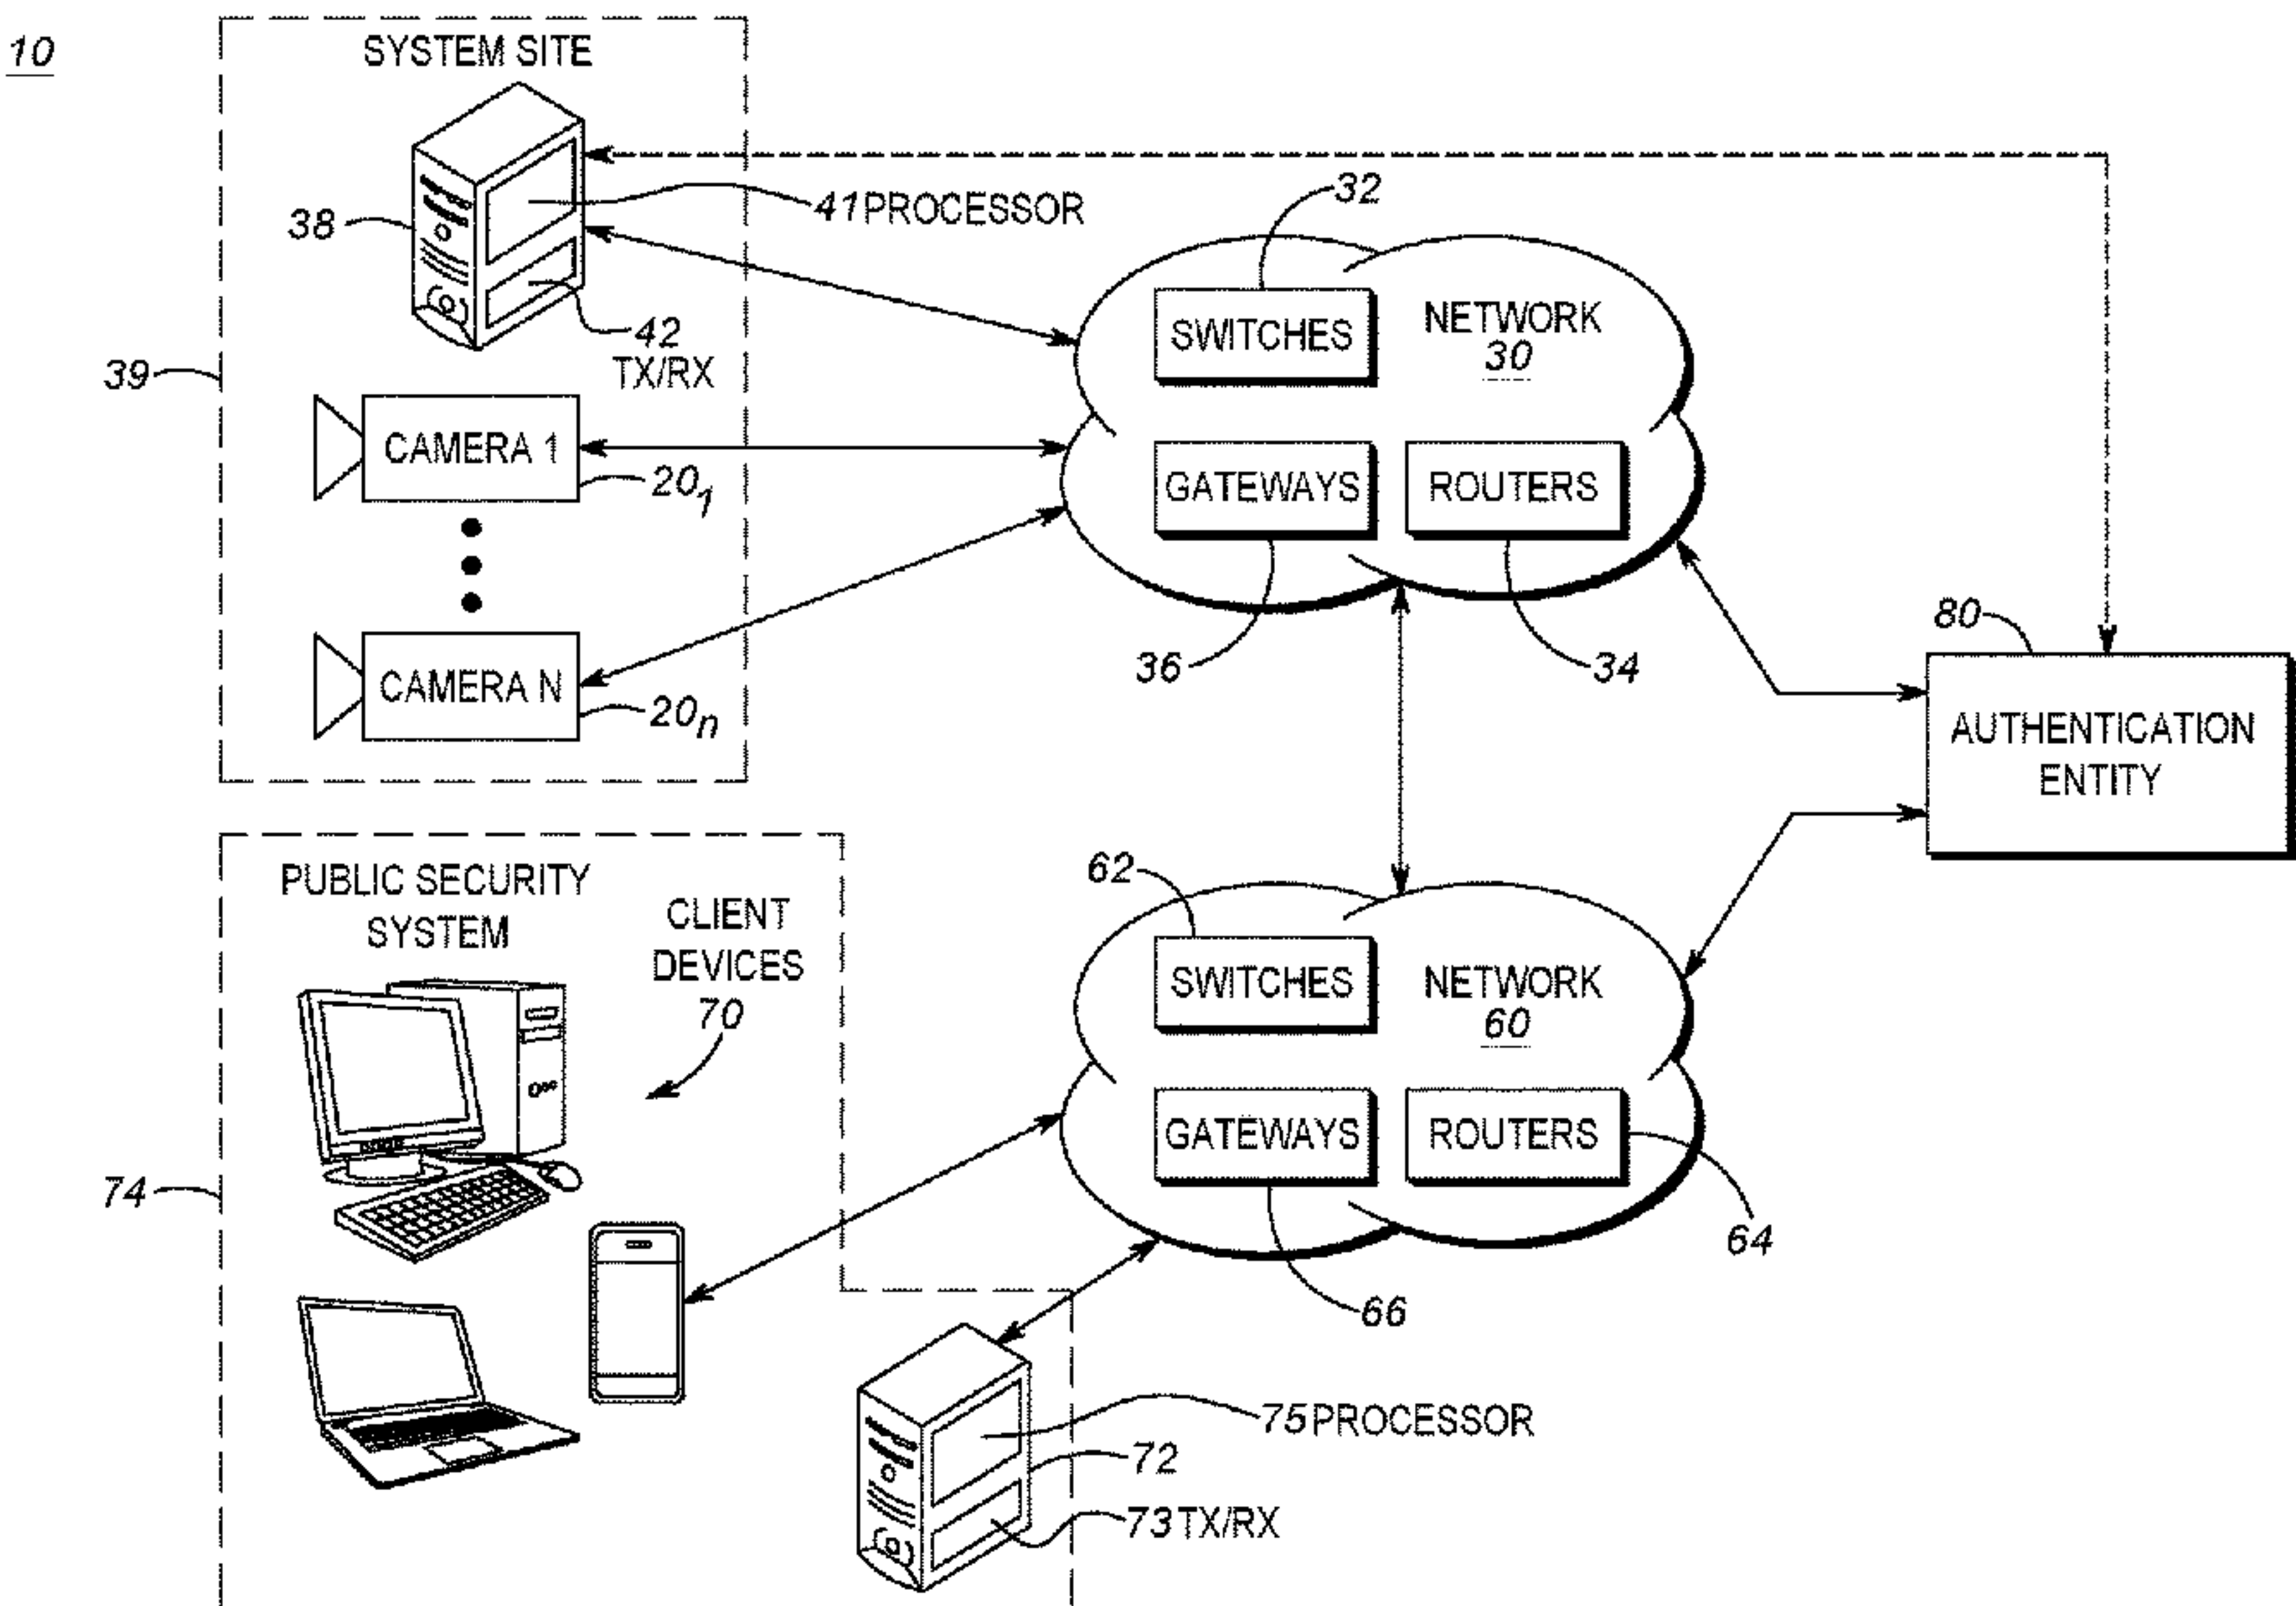 10
SYSTEM SITE
38
41 PROCESSOR
42
TX/RX
39
CAMERA 1
20₁
CAMERA N
20ₙ
32
SWITCHES
NETWORK
30
GATEWAYS
ROUTERS
36
34
80
AUTHENTICATION
ENTITY
PUBLIC SECURITY
SYSTEM
CLIENT
DEVICES
70
74
62
SWITCHES
NETWORK
60
GATEWAYS
ROUTERS
64
66
75 PROCESSOR
72
73 TX/RX